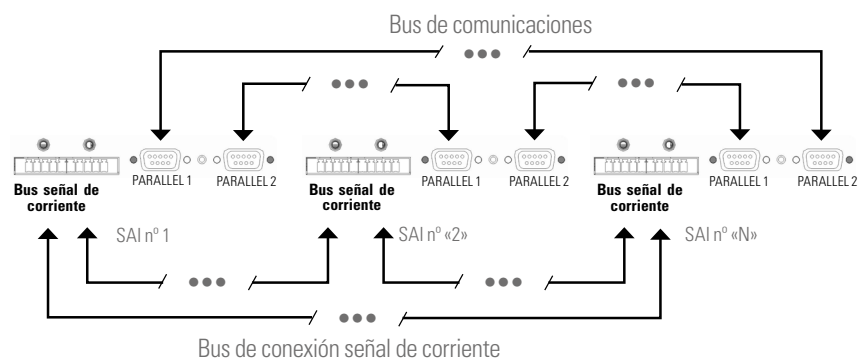 Bus de comunicaciones
PARALLEL 1
PARALLEL 2
PARALLEL 1
PARALLEL 2
PARALLEL 1
PARALLEL 2
Bus señal de
corriente
Bus señal de
corriente
Bus señal de
corriente
SAI nº 1
SAI nº «2»
SAI nº «N»
Bus de conexión señal de corriente